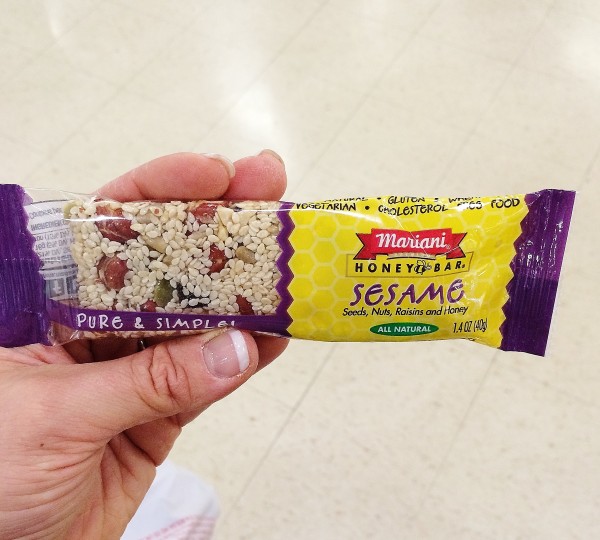 GLUTEN
VEGETARIAN • CHOLESTEROL FREE FOOD
Mariani
HONEY BAR
SESAME
Seeds, Nuts, Raisins and Honey
ALL NATURAL 1.4 OZ (40g)
PURE & SIMPLE!